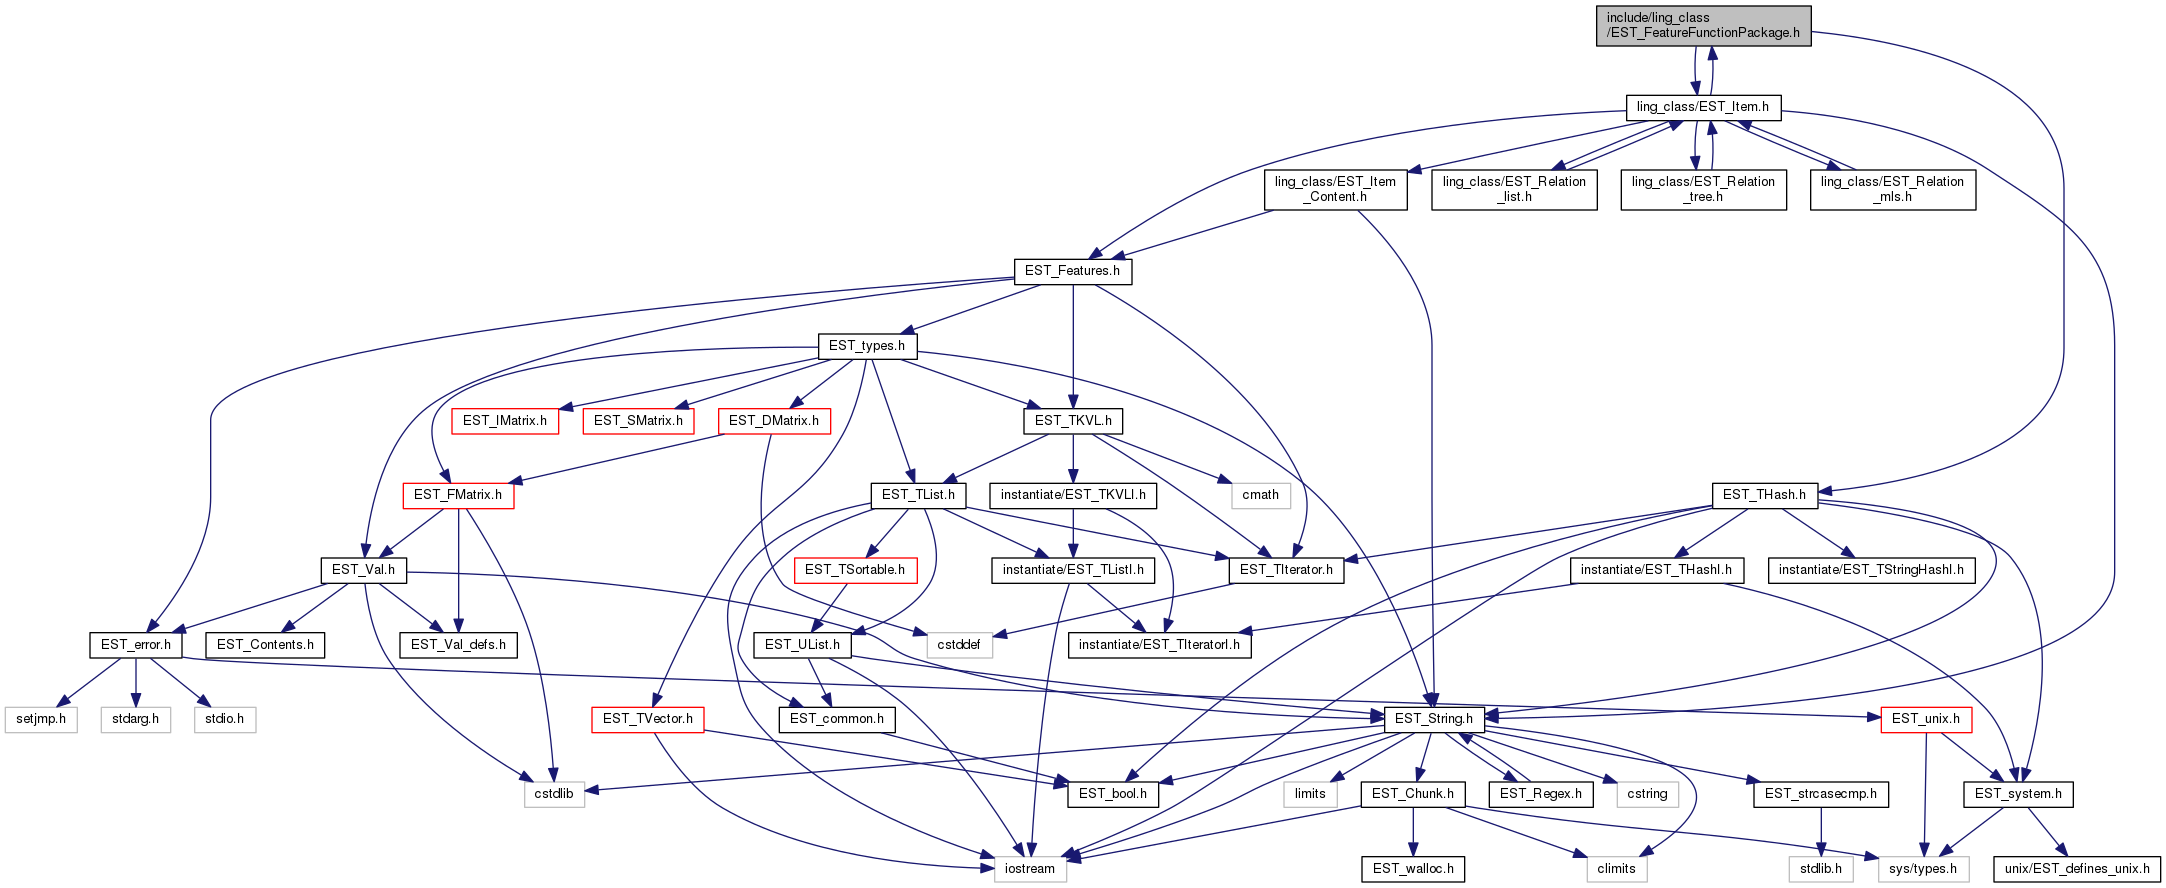 include/ling_class
/EST_FeatureFunctionPackage.h
ling_class/EST_Item.h
ling_class/EST_Item
_Content.h
ling_class/EST_Relation
_list.h
ling_class/EST_Relation
_tree.h
ling_class/EST_Relation
_mls.h
EST_Features.h
EST_types.h
EST_IMatrix.h
EST_SMatrix.h
EST_DMatrix.h
EST_TKVL.h
EST_FMatrix.h
EST_TList.h
instantiate/EST_TKVLI.h
cmath
EST_THash.h
EST_Val.h
EST_TSortable.h
instantiate/EST_TListI.h
EST_TIterator.h
instantiate/EST_THashI.h
instantiate/EST_TStringHashI.h
EST_error.h
EST_Contents.h
EST_Val_defs.h
EST_UList.h
cstddef
instantiate/EST_TIteratorI.h
setjmp.h
stdarg.h
stdio.h
EST_TVector.h
EST_common.h
EST_String.h
EST_unix.h
cstdlib
EST_bool.h
limits
EST_Chunk.h
EST_Regex.h
cstring
EST_strcasecmp.h
EST_system.h
iostream
EST_walloc.h
climits
stdlib.h
sys/types.h
unix/EST_defines_unix.h